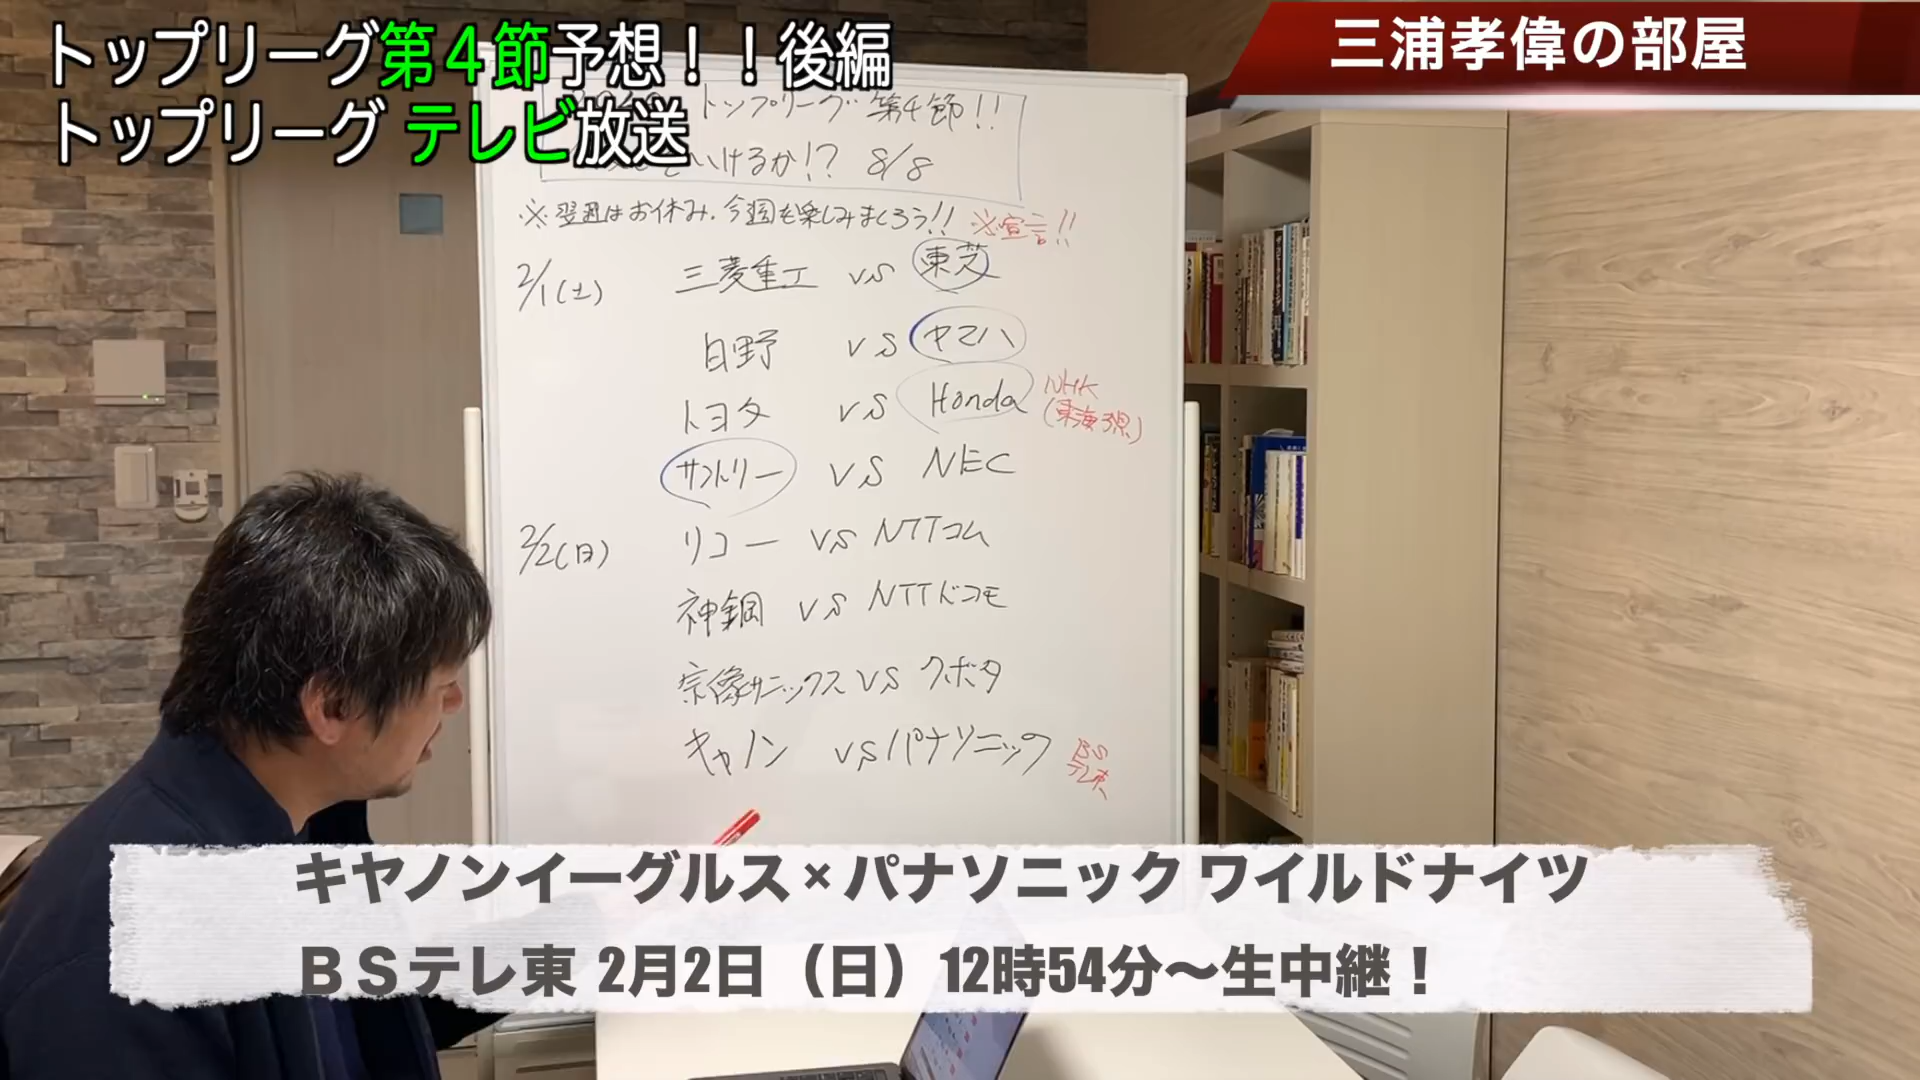 トップリーグ第４節予想！！後編
三浦孝偉の部屋
トップリーグ テレビ放送
トップリーグ 第4節!!
いけるか!? 8/8
※翌週はお休み.今週も楽しみましょう!! ※宣言!!
2/1(土) 三菱重工 vs 東芝
日野 vs ヤマハ
トヨタ vs Honda NHK
(東海3県)
サントリー vs NEC
2/2(日) リコー vs NTTコム
神鋼 vs NTTドコモ
宗像サニックス vs クボタ
キャノン vs パナソニック BS
テレ東
キヤノンイーグルス×パナソニック ワイルドナイツ
ＢＳテレ東 2月2日（日）12時54分～生中継！